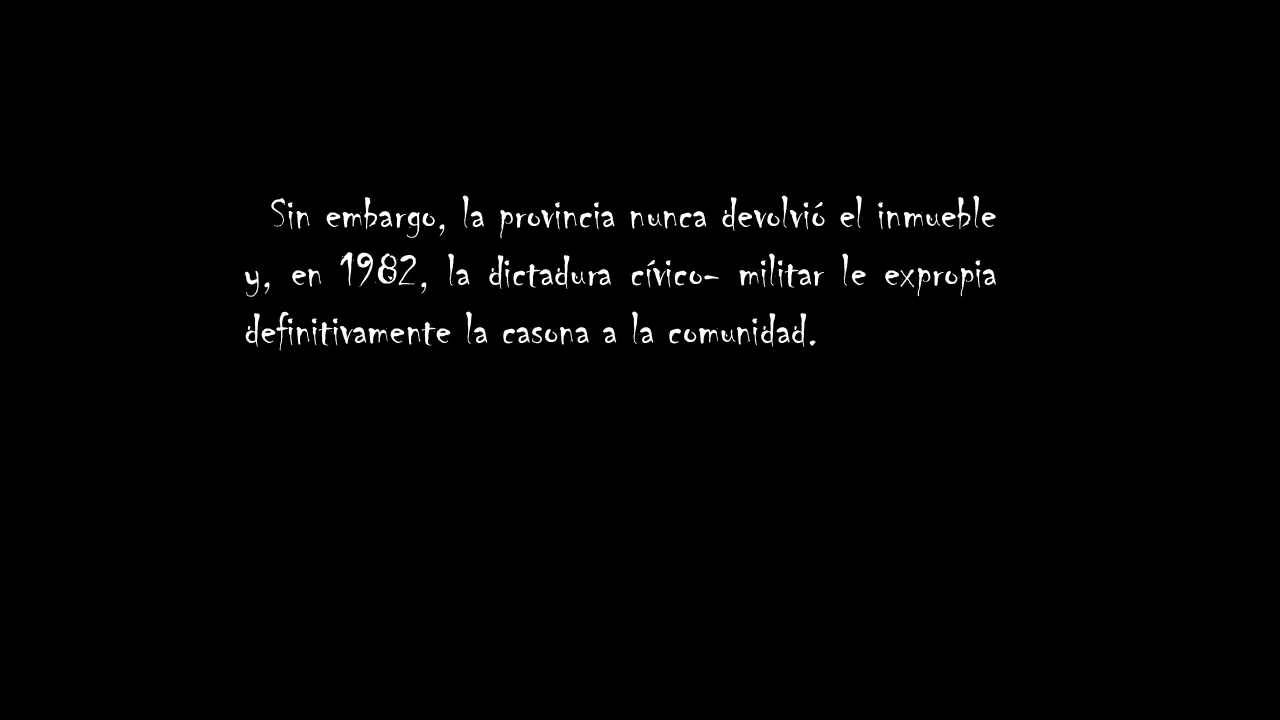 Sin embargo, la provincia nunca devolvió el inmueble
y, en 1982, la dictadura cívico- militar le expropia
definitivamente la casona a la comunidad.